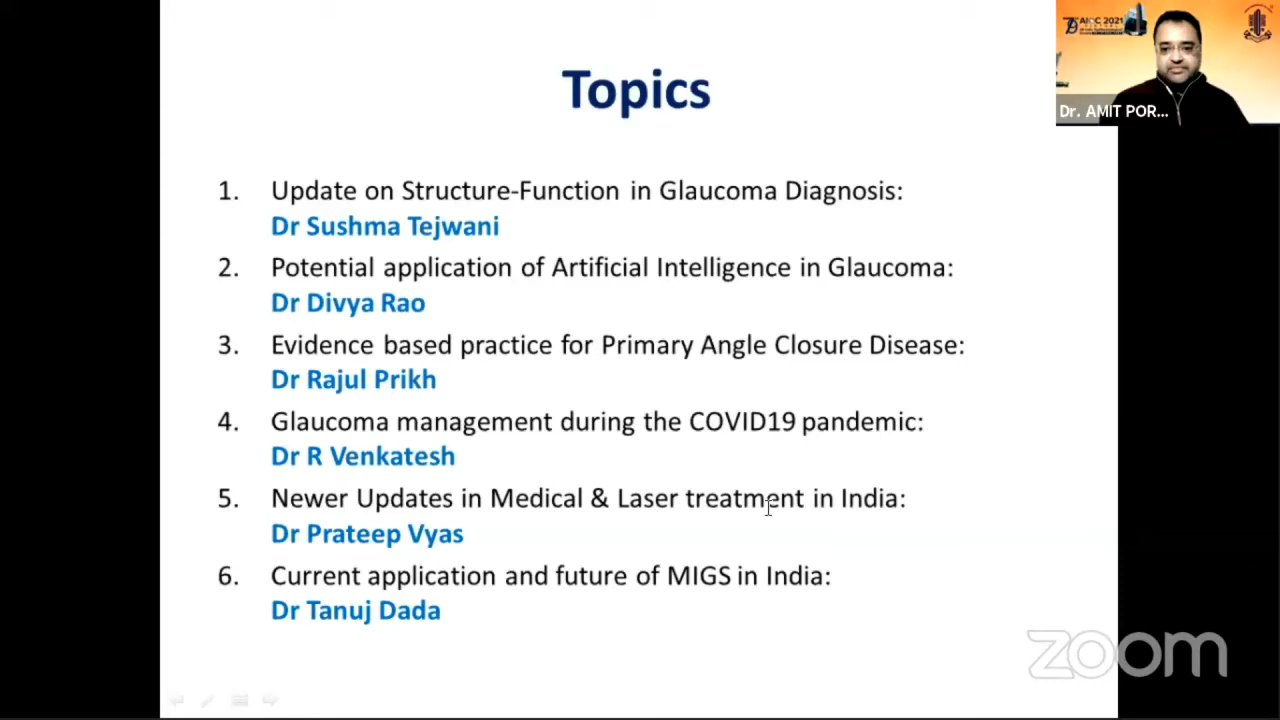 Topics
AIOC 2021
Dr. AMIT POR...
1. Update on Structure-Function in Glaucoma Diagnosis:
Dr Sushma Tejwani
2. Potential application of Artificial Intelligence in Glaucoma:
Dr Divya Rao
3. Evidence based practice for Primary Angle Closure Disease:
Dr Rajul Prikh
4. Glaucoma management during the COVID19 pandemic:
Dr R Venkatesh
5. Newer Updates in Medical & Laser treatment in India:
Dr Prateep Vyas
6. Current application and future of MIGS in India:
Dr Tanuj Dada
zoom